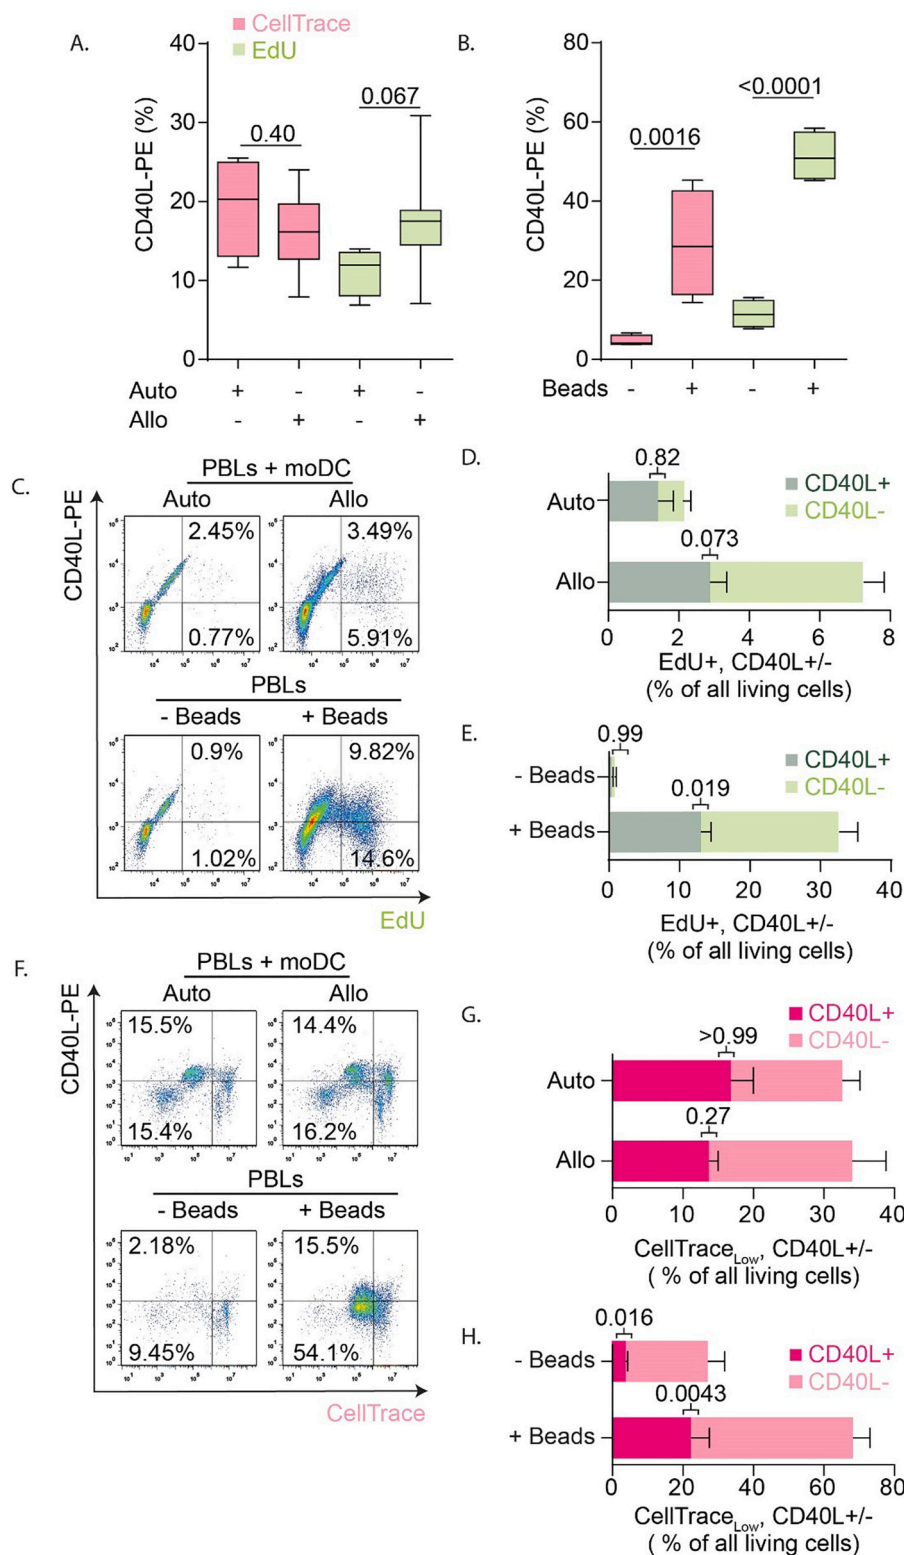 A.
CellTrace
EdU
CD40L-PE (%)
40
30
20
10
0
0.40
0.067
Auto + - + -
Allo - + - +
B.
CD40L-PE (%)
80
60
40
20
0
0.0016
<0.0001
Beads - + - +
C.
PBLs + moDC
Auto Allo
CD40L-PE
2.45% 3.49%
0.77% 5.91%
PBLs
- Beads + Beads
0.9% 9.82%
1.02% 14.6%
EdU
D.
0.82
CD40L+
CD40L-
Auto
0.073
Allo
0 2 4 6 8
EdU+, CD40L+/-
(% of all living cells)
E.
0.99
CD40L+
CD40L-
- Beads
0.019
+ Beads
0 10 20 30 40
EdU+, CD40L+/-
(% of all living cells)
F.
PBLs + moDC
Auto Allo
CD40L-PE
15.5% 14.4%
15.4% 16.2%
PBLs
- Beads + Beads
2.18% 15.5%
9.45% 54.1%
CellTrace
G.
CD40L+
CD40L-
>0.99
Auto
0.27
Allo
0 10 20 30 40
CellTraceLow, CD40L+/-
( % of all living cells)
H.
0.016
CD40L+
CD40L-
- Beads
0.0043
+ Beads
0 20 40 60 80
CellTraceLow, CD40L+/-
( % of all living cells)